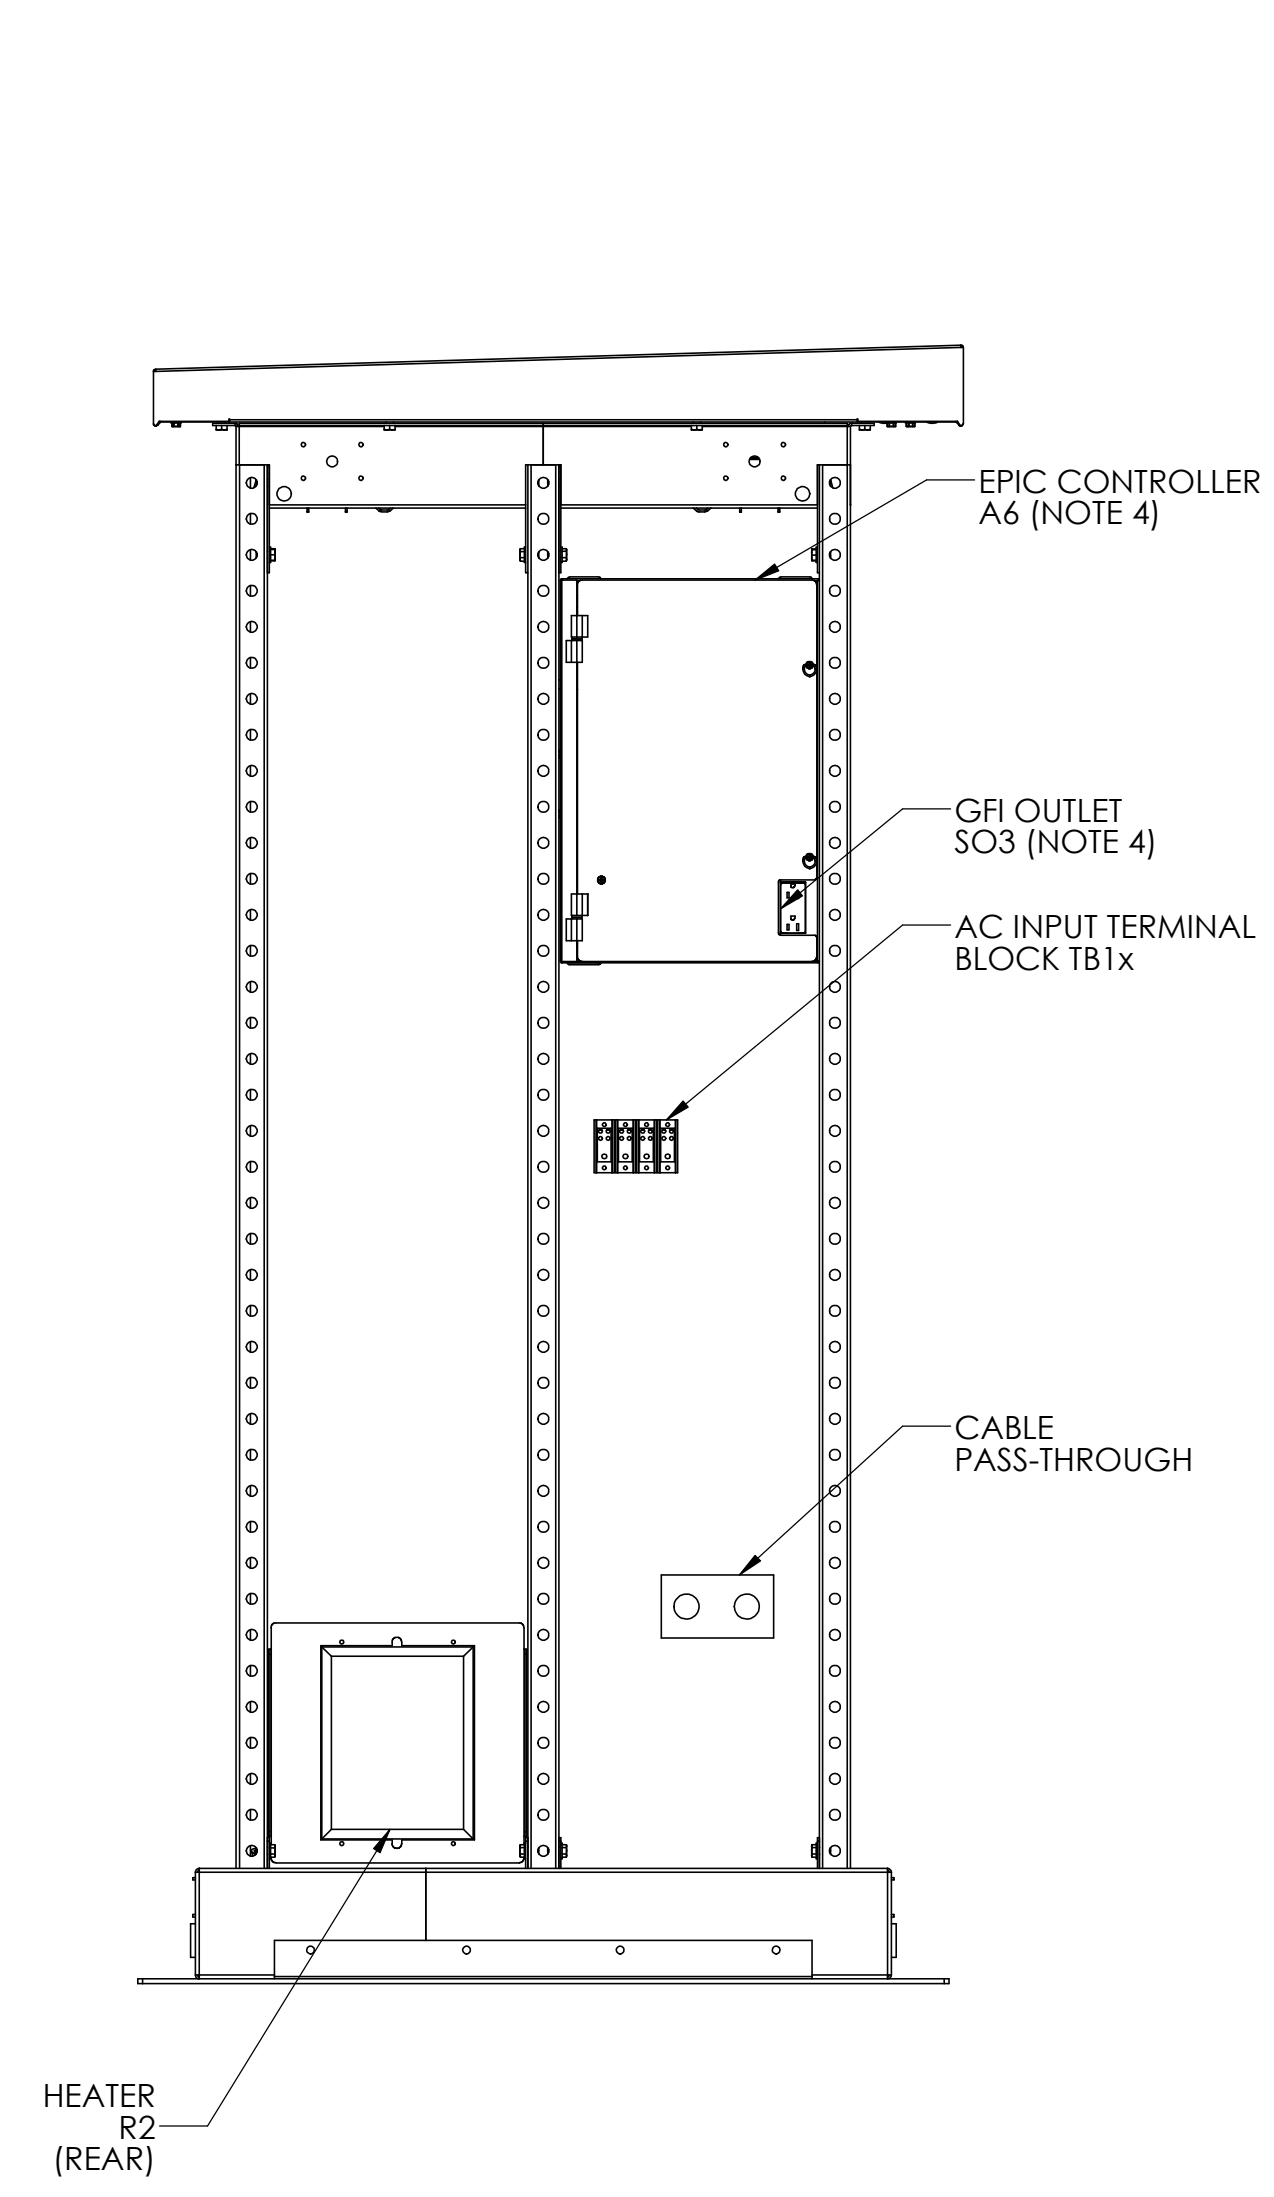 EPIC CONTROLLER
A6 (NOTE 4)
GFI OUTLET
SO3 (NOTE 4)
AC INPUT TERMINAL
BLOCK TB1x
CABLE
PASS-THROUGH
HEATER
R2
(REAR)